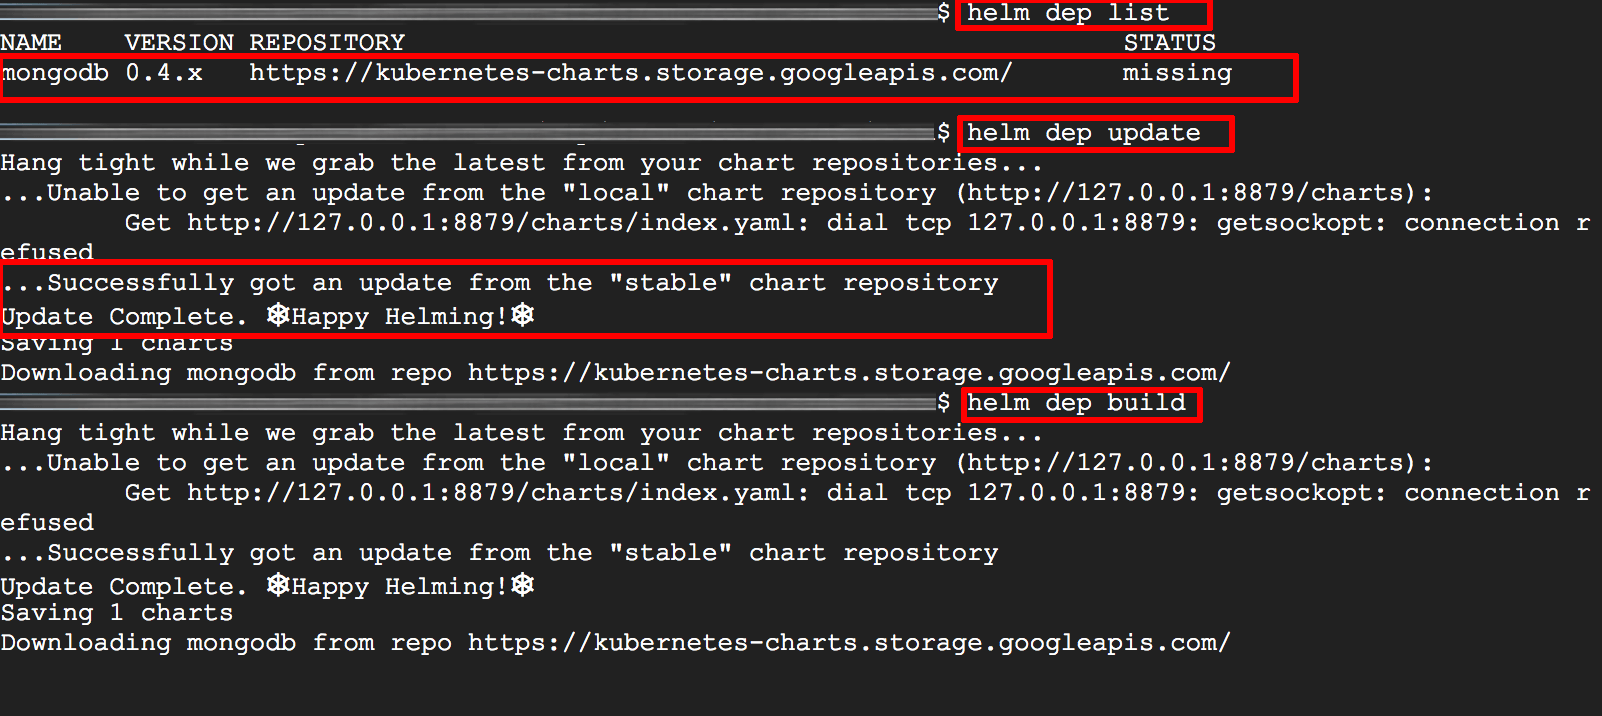 $ helm dep list
NAME VERSION REPOSITORY STATUS
mongodb 0.4.x https://kubernetes-charts.storage.googleapis.com/ missing
$ helm dep update
Hang tight while we grab the latest from your chart repositories...
...Unable to get an update from the "local" chart repository (http://127.0.0.1:8879/charts):
Get http://127.0.0.1:8879/charts/index.yaml: dial tcp 127.0.0.1:8879: getsockopt: connection r
efused
...Successfully got an update from the "stable" chart repository
Update Complete. ⎈Happy Helming!⎈
Saving 1 charts
Downloading mongodb from repo https://kubernetes-charts.storage.googleapis.com/
$ helm dep build
Hang tight while we grab the latest from your chart repositories...
...Unable to get an update from the "local" chart repository (http://127.0.0.1:8879/charts):
Get http://127.0.0.1:8879/charts/index.yaml: dial tcp 127.0.0.1:8879: getsockopt: connection r
efused
...Successfully got an update from the "stable" chart repository
Update Complete. ⎈Happy Helming!⎈
Saving 1 charts
Downloading mongodb from repo https://kubernetes-charts.storage.googleapis.com/